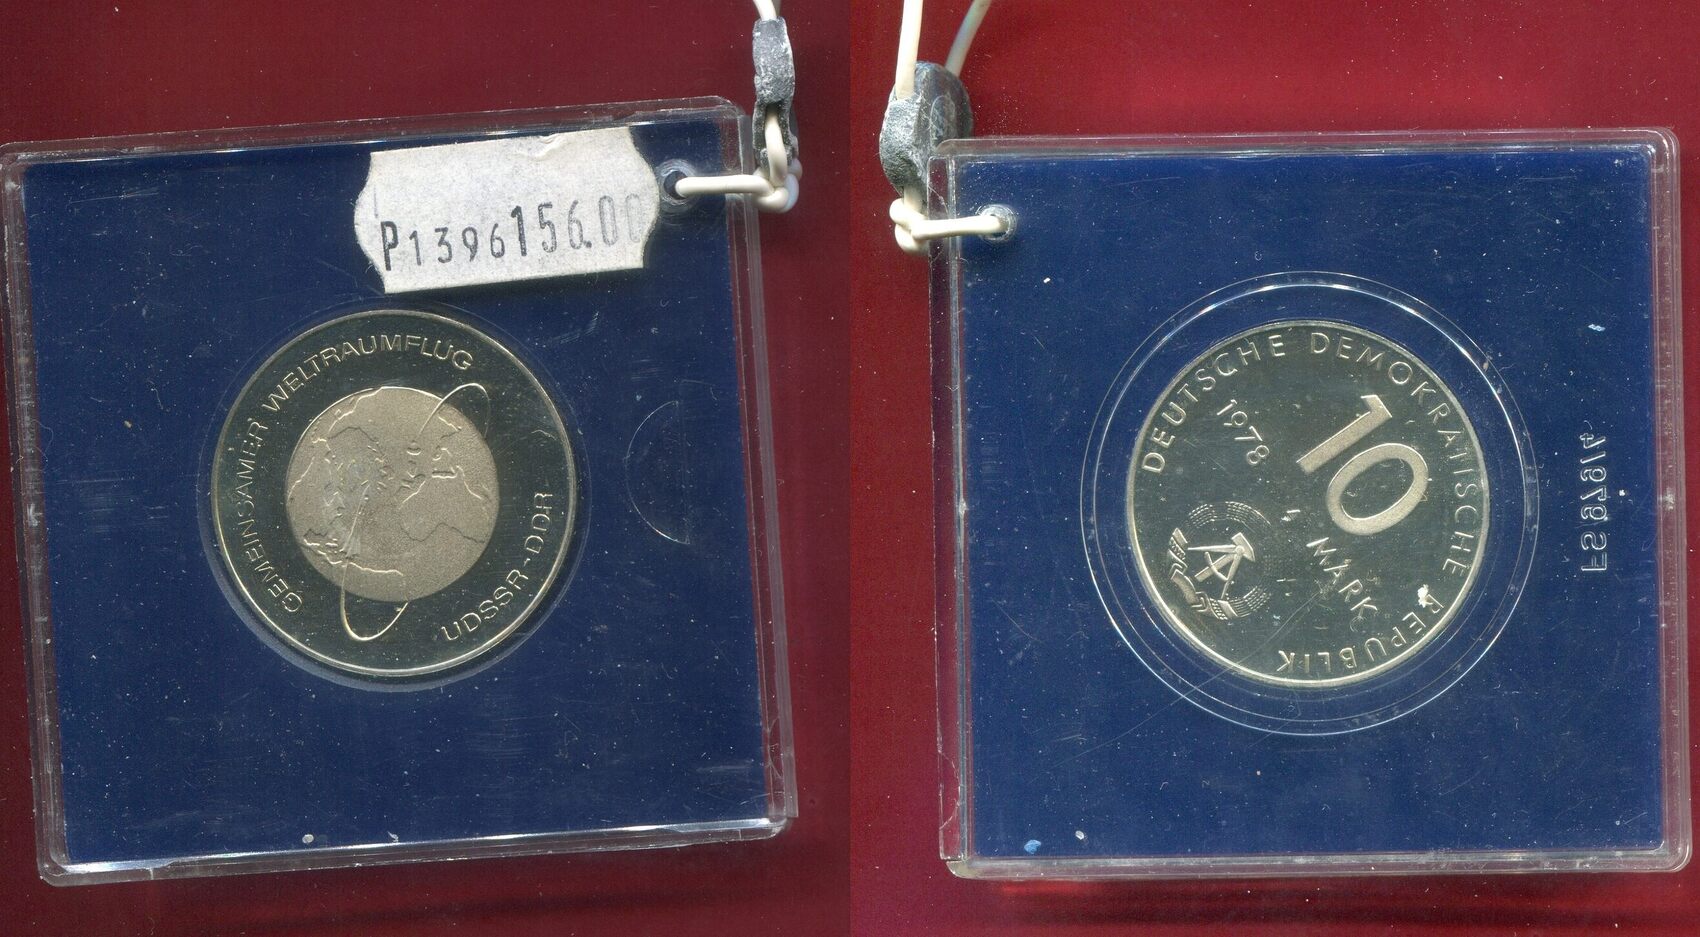 P1396156.00
GEMEINSAMER WELTRAUMFLUG
UDSSR-DDR
DEUTSCHE DEMOKRATISCHE REPUBLIK
1978
10
MARK